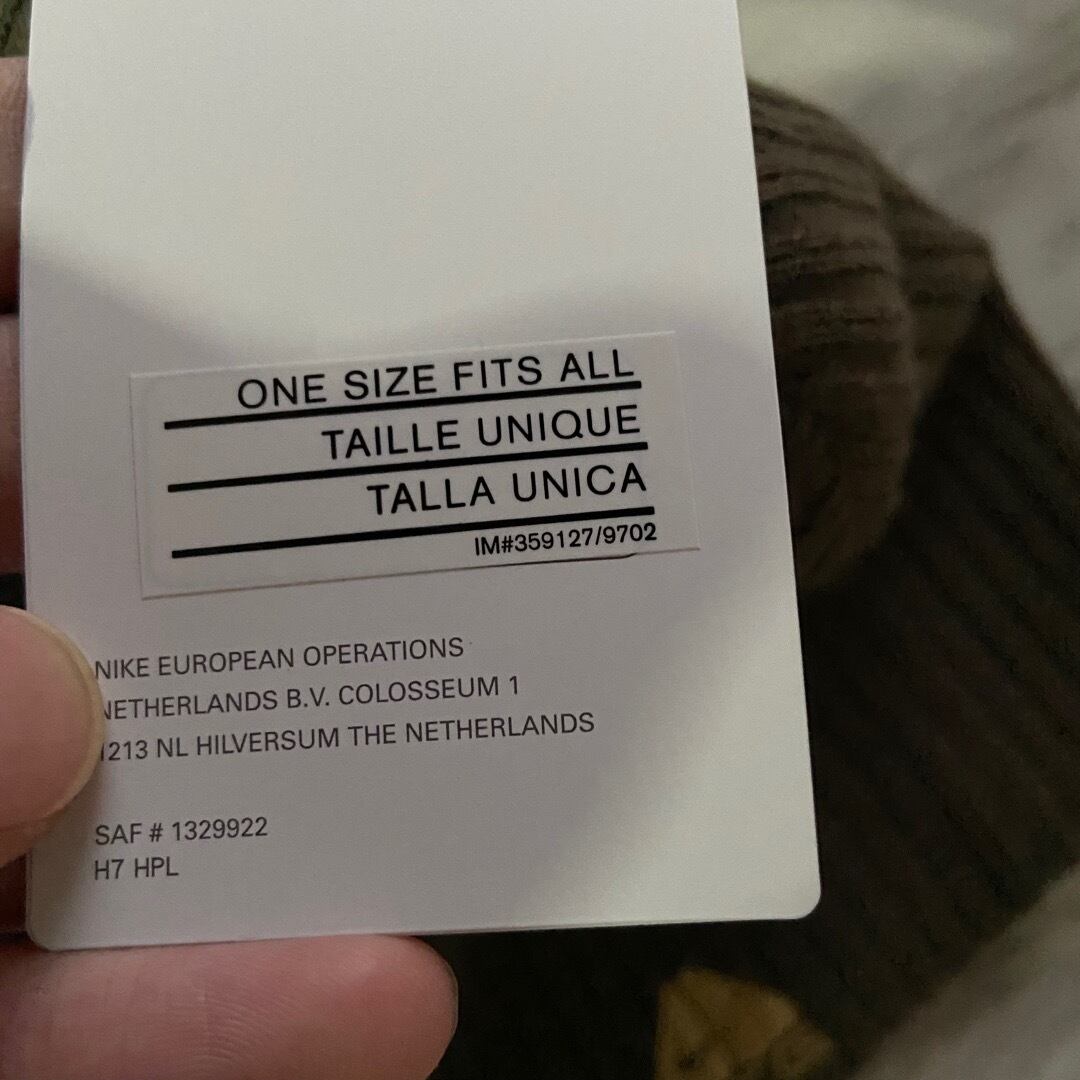 ONE SIZE FITS ALL
TAILLE UNIQUE
TALLA UNICA
IM#359127/9702
NIKE EUROPEAN OPERATIONS
NETHERLANDS B.V. COLOSSEUM 1
1213 NL HILVERSUM THE NETHERLANDS
SAF # 1329922
H7 HPL